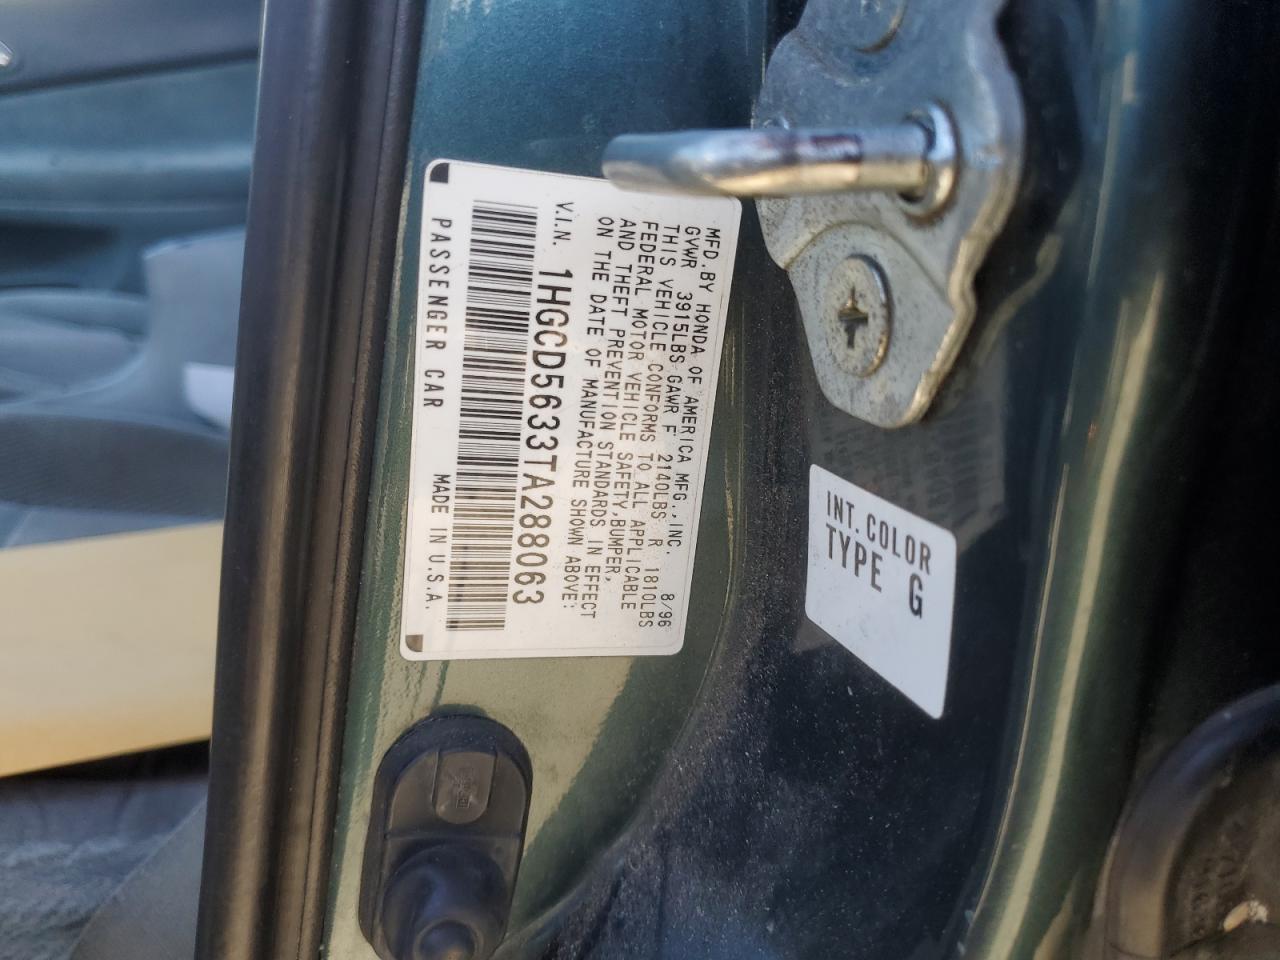 MFD. BY HONDA OF AMERICA MFG., INC. 8/96
GVWR 3915LBS GAWR F 2140LBS R 1810LBS
THIS VEHICLE CONFORMS TO ALL APPLICABLE
FEDERAL MOTOR VEHICLE SAFETY, BUMPER,
AND THEFT PREVENTION STANDARDS IN EFFECT
ON THE DATE OF MANUFACTURE SHOWN ABOVE:
V.I.N. 1HGCD5633TA288063
PASSENGER CAR MADE IN U.S.A.
INT. COLOR
TYPE G